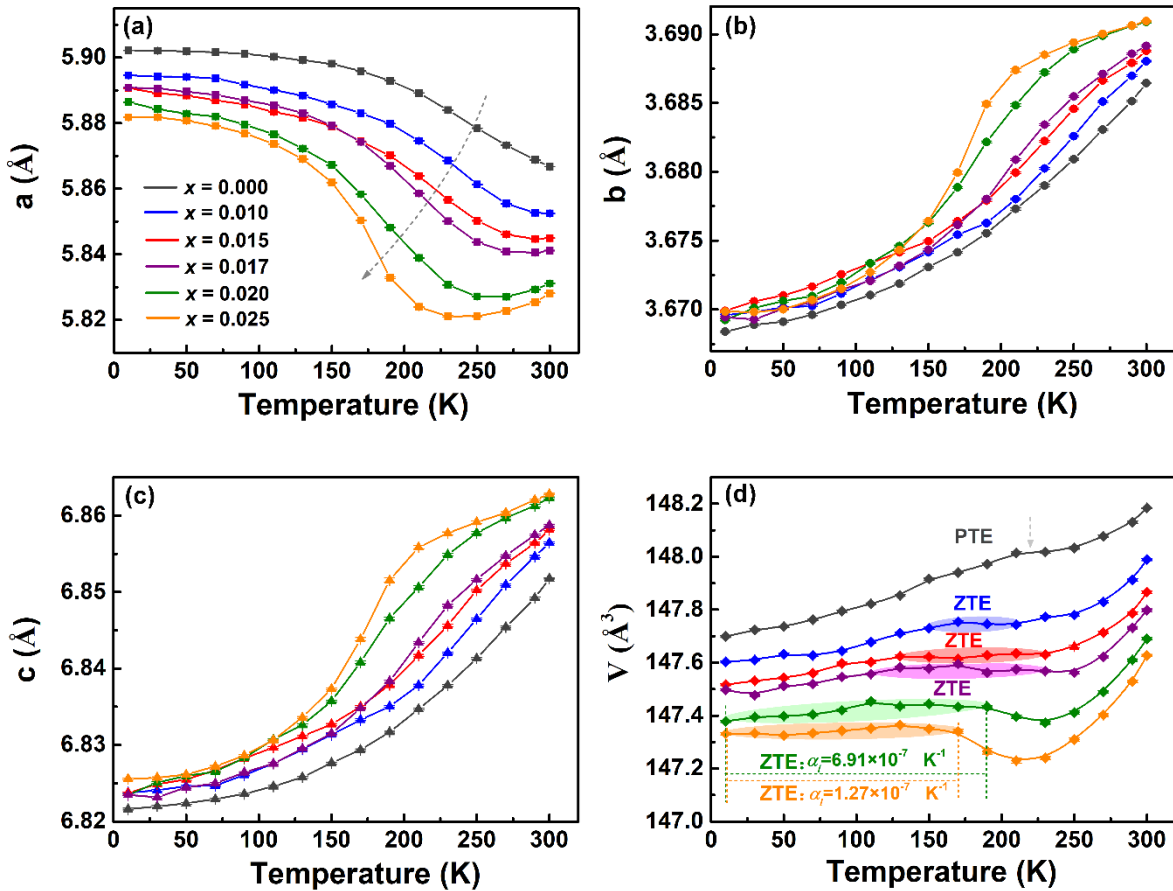 (a)
5.90
5.88
5.86
5.84
5.82
a (Å)
x = 0.000
x = 0.010
x = 0.015
x = 0.017
x = 0.020
x = 0.025
0 50 100 150 200 250 300
Temperature (K)
(b)
3.690
3.685
3.680
3.675
3.670
b (Å)
0 50 100 150 200 250 300
Temperature (K)
(c)
6.86
6.85
6.84
6.83
6.82
c (Å)
0 50 100 150 200 250 300
Temperature (K)
(d)
148.2
148.0
147.8
147.6
147.4
147.2
147.0
V (Å³)
PTE
ZTE
ZTE
ZTE
ZTE: αₗ=6.91×10⁻⁷ K⁻¹
ZTE: αₗ=1.27×10⁻⁷ K⁻¹
0 50 100 150 200 250 300
Temperature (K)